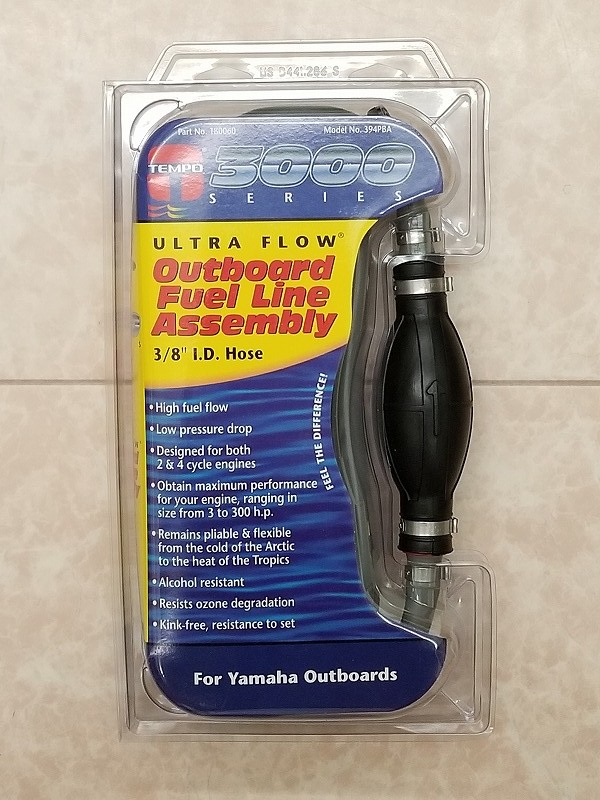 US D441,286 S
Part No. 180060 Model No. 394PBA
TEMPO
3000
SERIES
ULTRA FLOW®
Outboard
Fuel Line
Assembly
3/8" I.D. Hose
FEEL THE DIFFERENCE!
• High fuel flow
• Low pressure drop
• Designed for both
2 & 4 cycle engines
• Obtain maximum performance
for your engine, ranging in
size from 3 to 300 h.p.
• Remains pliable & flexible
from the cold of the Arctic
to the heat of the Tropics
• Alcohol resistant
• Resists ozone degradation
• Kink-free, resistance to set
For Yamaha Outboards